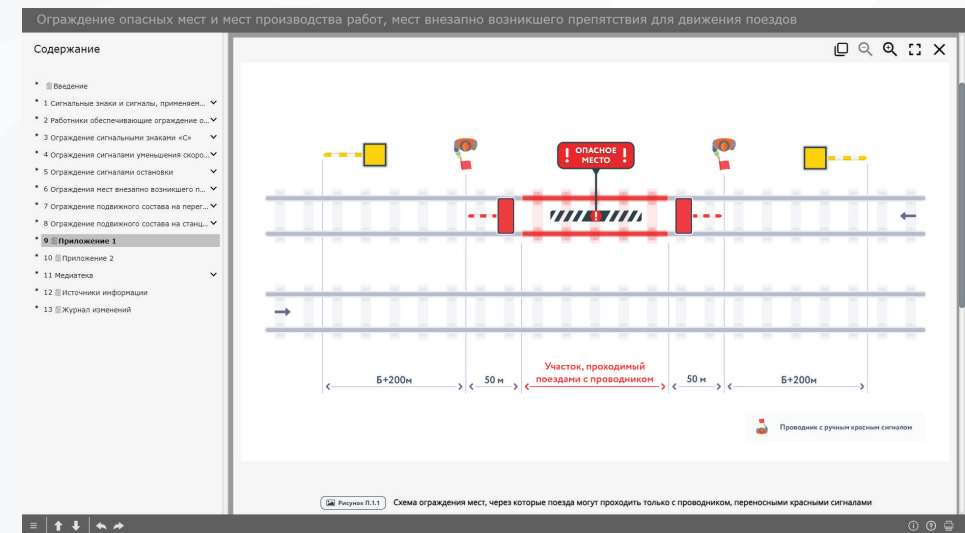 Ограждение опасных мест и мест производства работ, мест внезапно возникшего препятствия для движения поездов
Содержание
Введение
1 Сигнальные знаки и сигналы, применяем...
2 Работники обеспечивающие ограждение о...
3 Ограждение сигнальными знаками «С»
4 Ограждения сигналами уменьшения скоро...
5 Ограждение сигналами остановки
6 Ограждения мест внезапно возникшего п...
7 Ограждение подвижного состава на перег...
8 Ограждение подвижного состава на станц...
9 Приложение 1
10 Приложение 2
11 Медиатека
12 Источники информации
13 Журнал изменений
! ОПАСНОЕ МЕСТО !
!
Участок, проходимый
поездами с проводником
Б+200м
50 м
50 м
Б+200м
Проводник с ручным красным сигналом
Рисунок П.1.1 Схема ограждения мест, через которые поезда могут проходить только с проводником, переносными красными сигналами